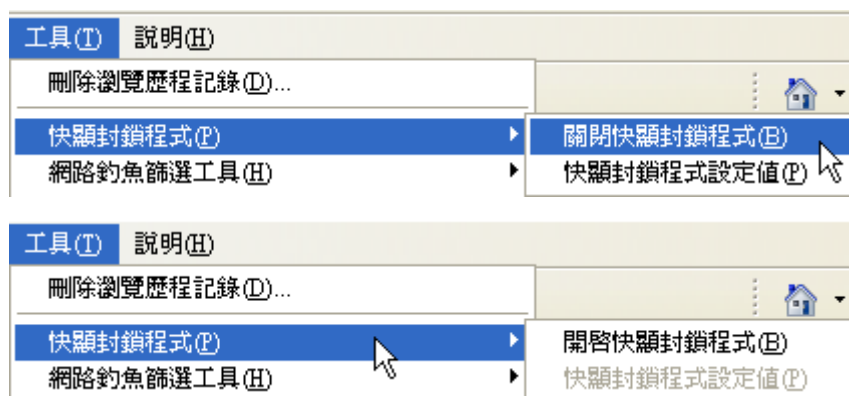 工具(T) 說明(H)
刪除瀏覽歷程記錄(D)...
快顯封鎖程式(P) 關閉快顯封鎖程式(B)
網路釣魚篩選工具(H) 快顯封鎖程式設定值(P)
工具(T) 說明(H)
刪除瀏覽歷程記錄(D)...
快顯封鎖程式(P) 開啓快顯封鎖程式(B)
網路釣魚篩選工具(H) 快顯封鎖程式設定值(P)